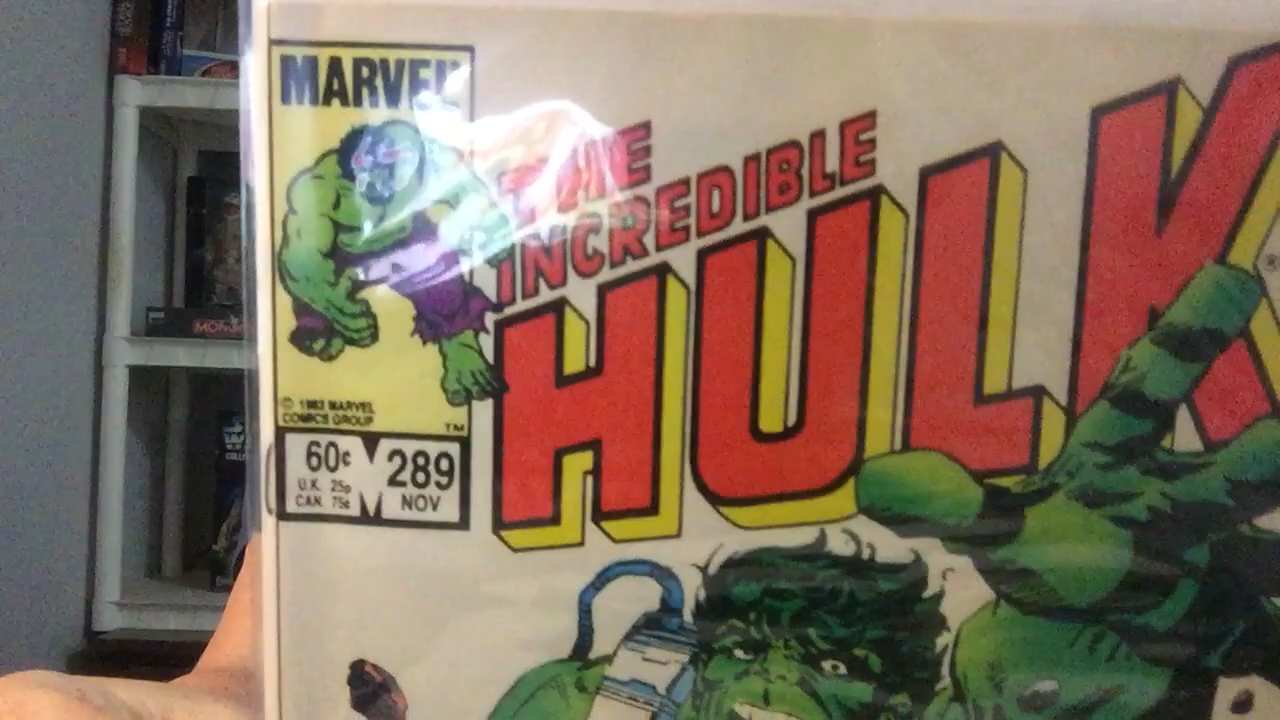 MARVEL
THE
INCREDIBLE
HULK
© 1983 MARVEL
COMICS GROUP
TM
60¢
U.K. 25p
CAN. 75¢
289
NOV